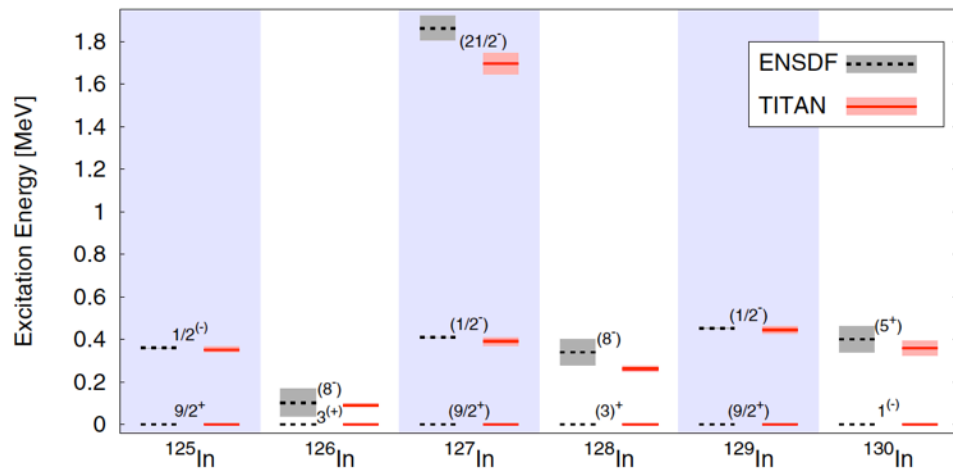 Excitation Energy [MeV]
1.8
1.6
1.4
1.2
1
0.8
0.6
0.4
0.2
0
ENSDF
TITAN
(21/2⁻)
1/2⁽⁻⁾
(8⁻)
(1/2⁻)
(8⁻)
(1/2⁻)
(5⁺)
9/2⁺
3⁽⁺⁾
(9/2⁺)
(3)⁺
(9/2⁺)
1⁽⁻⁾
¹²⁵In
¹²⁶In
¹²⁷In
¹²⁸In
¹²⁹In
¹³⁰In